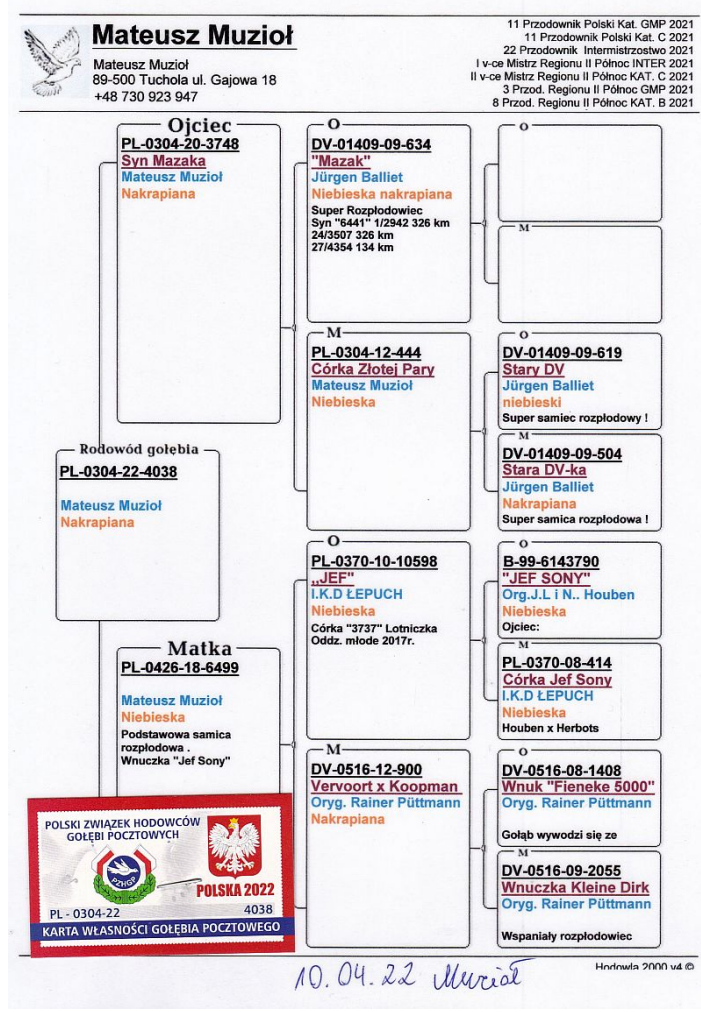 Mateusz Muzioł
Mateusz Muzioł
89-500 Tuchola ul. Gajowa 18
+48 730 923 947
11 Przodownik Polski Kat. GMP 2021
11 Przodownik Polski Kat. C 2021
22 Przodownik Intermistrzostwo 2021
I v-ce Mistrz Regionu II Północ INTER 2021
II v-ce Mistrz Regionu II Północ KAT. C 2021
3 Przod. Regionu II Północ GMP 2021
8 Przod. Regionu II Północ KAT. B 2021
Rodowód gołębia
PL-0304-22-4038
Mateusz Muzioł
Nakrapiana
Ojciec
PL-0304-20-3748
Syn Mazaka
Mateusz Muzioł
Nakrapiana
Matka
PL-0426-18-6499
Mateusz Muzioł
Niebieska
Podstawowa samica
rozpłodowa .
Wnuczka "Jef Sony"
O
DV-01409-09-634
"Mazak"
Jürgen Balliet
Niebieska nakrapiana
Super Rozpłodowiec
Syn "6441" 1/2942 326 km
24/3507 326 km
27/4354 134 km
M
PL-0304-12-444
Córka Złotej Pary
Mateusz Muzioł
Niebieska
O
PL-0370-10-10598
,,JEF"
I.K.D ŁEPUCH
Niebieska
Córka "3737" Lotniczka
Oddz. młode 2017r.
M
DV-0516-12-900
Vervoort x Koopman
Oryg. Rainer Püttmann
Nakrapiana
O
M
O
DV-01409-09-619
Stary DV
Jürgen Balliet
niebieski
Super samiec rozpłodowy !
M
DV-01409-09-504
Stara DV-ka
Jürgen Balliet
Nakrapiana
Super samica rozpłodowa !
O
B-99-6143790
"JEF SONY"
Org.J.L i N.. Houben
Niebieska
Ojciec:
M
PL-0370-08-414
Córka Jef Sony
I.K.D ŁEPUCH
Niebieska
Houben x Herbots
O
DV-0516-08-1408
Wnuk "Fieneke 5000"
Oryg. Rainer Püttmann
Gołąb wywodzi się ze
M
DV-0516-09-2055
Wnuczka Kleine Dirk
Oryg. Rainer Püttmann
Wspaniały rozpłodowiec
POLSKI ZWIĄZEK HODOWCÓW
GOŁĘBI POCZTOWYCH
PZHGP
POLSKA 2022
PL - 0304-22 4038
KARTA WŁASNOŚCI GOŁĘBIA POCZTOWEGO
10.04.22 Muzioł
Hodowla 2000 v4 ©